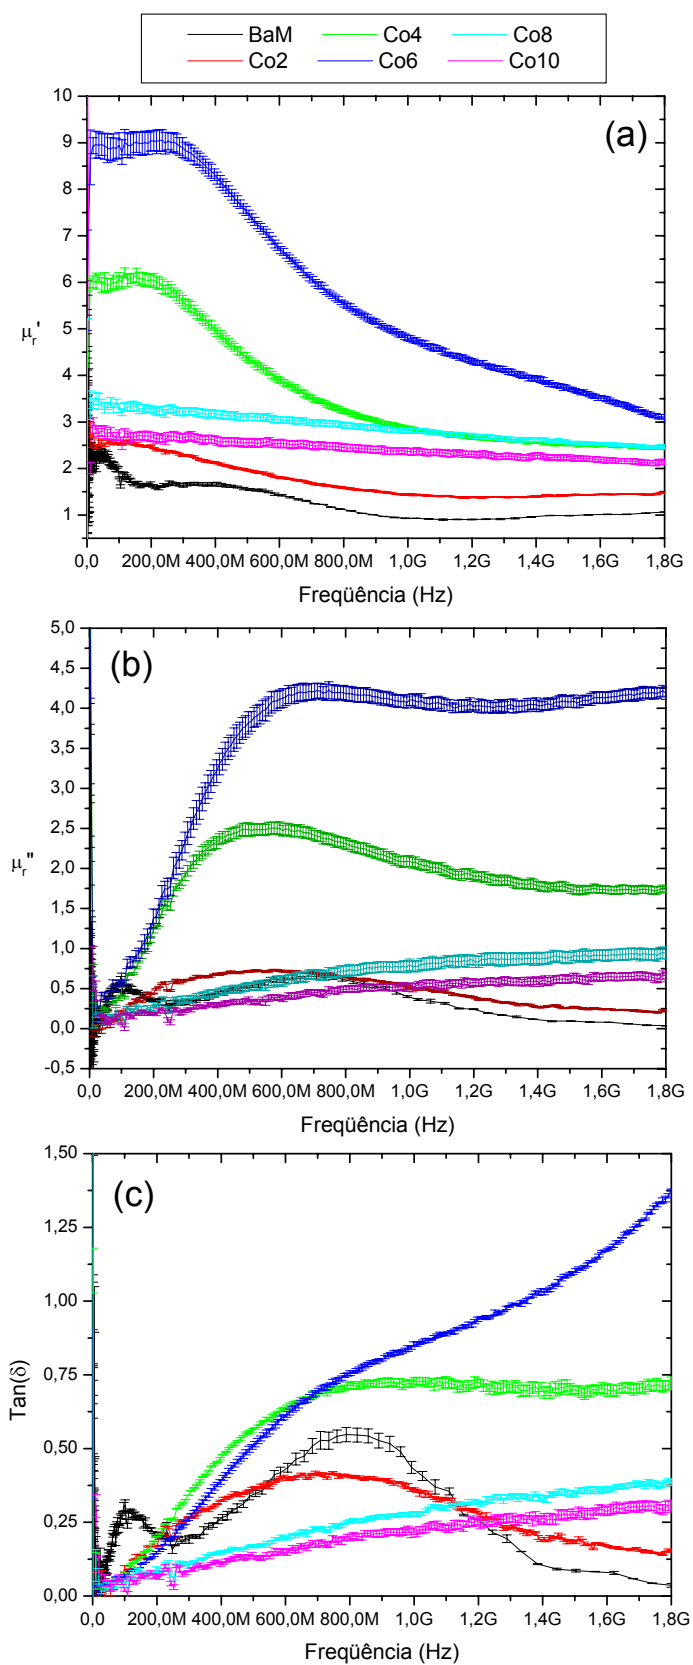 BaM Co4 Co8
Co2 Co6 Co10
(a)
10
9
8
7
6
5
4
3
2
1
μr'
0,0 200,0M 400,0M 600,0M 800,0M 1,0G 1,2G 1,4G 1,6G 1,8G
Freqüência (Hz)
(b)
5,0
4,5
4,0
3,5
3,0
2,5
2,0
1,5
1,0
0,5
0,0
-0,5
μr''
0,0 200,0M 400,0M 600,0M 800,0M 1,0G 1,2G 1,4G 1,6G 1,8G
Freqüência (Hz)
(c)
1,50
1,25
1,00
0,75
0,50
0,25
0,00
Tan(δ)
0,0 200,0M 400,0M 600,0M 800,0M 1,0G 1,2G 1,4G 1,6G 1,8G
Freqüência (Hz)